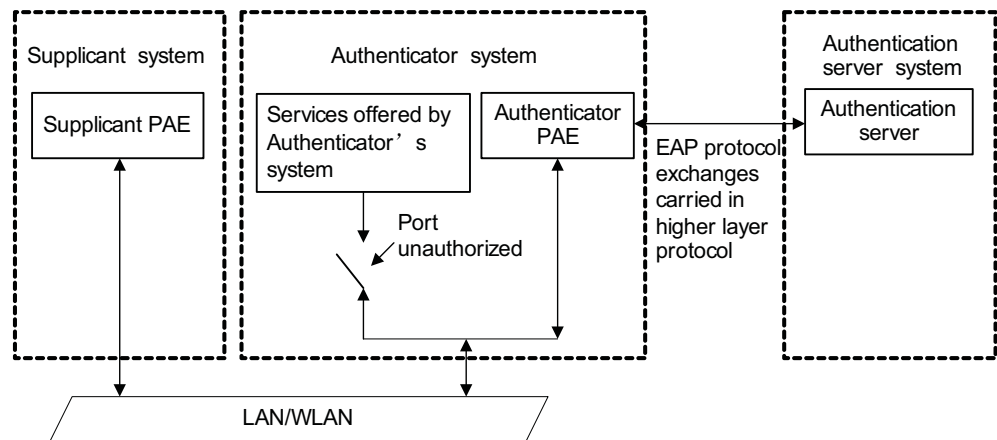 Supplicant system
Supplicant PAE
Authenticator system
Services offered by
Authenticator’s
system
Authenticator
PAE
Port
unauthorized
EAP protocol
exchanges
carried in
higher layer
protocol
Authentication
server system
Authentication
server
LAN/WLAN